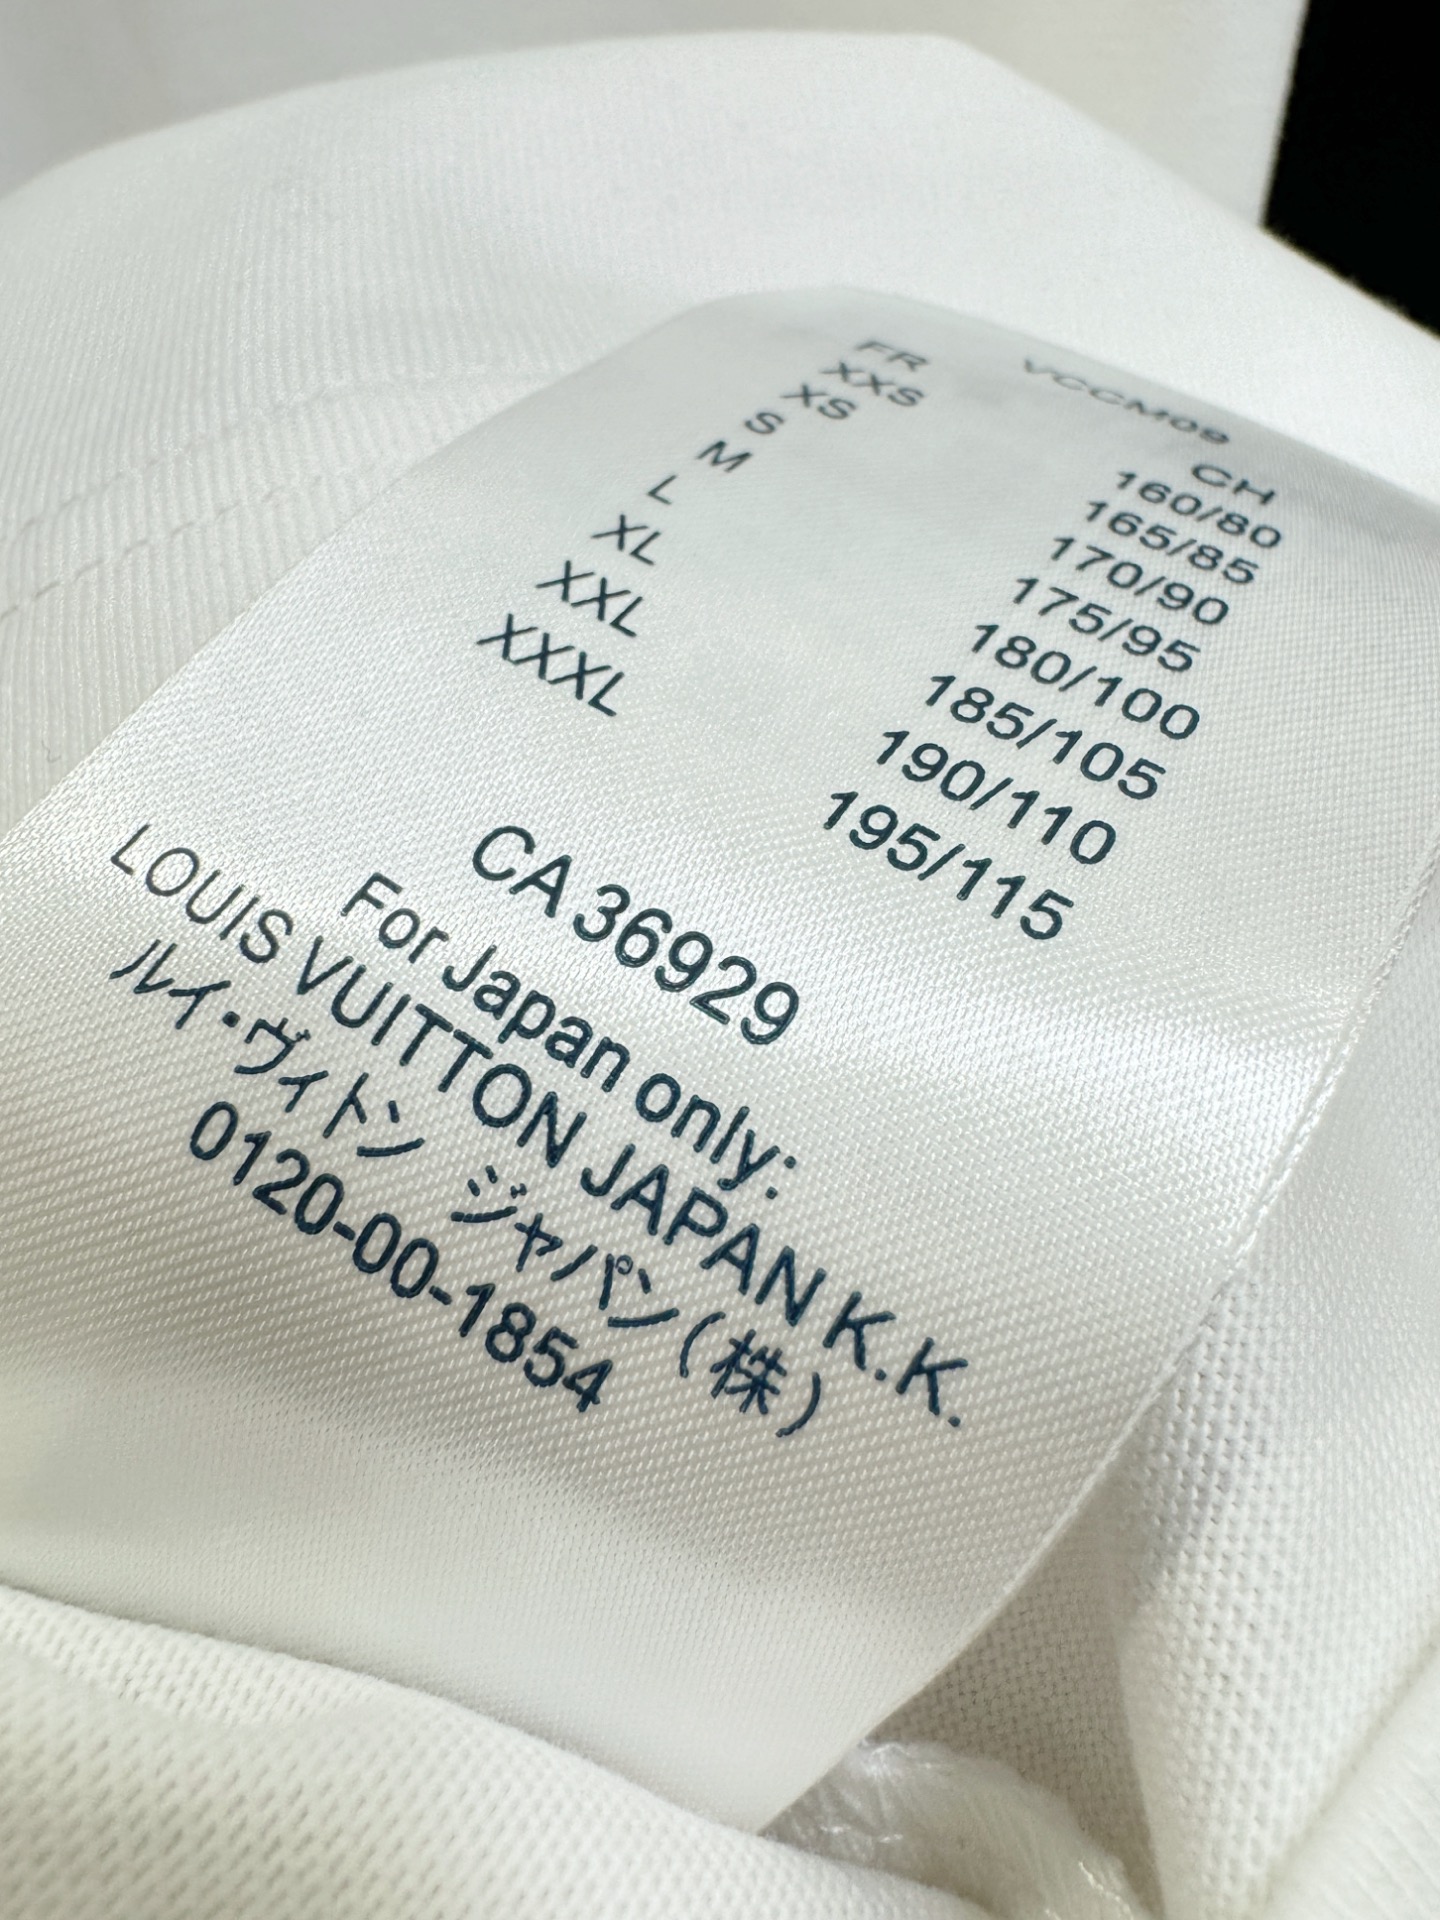 VCCM09
FR CH
XXS 160/80
XS 165/85
S 170/90
M 175/95
L 180/100
XL 185/105
XXL 190/110
XXXL 195/115
CA36929
For Japan only:
LOUIS VUITTON JAPAN K.K.
ルイ・ヴィトン ジャパン(株)
0120-00-1854